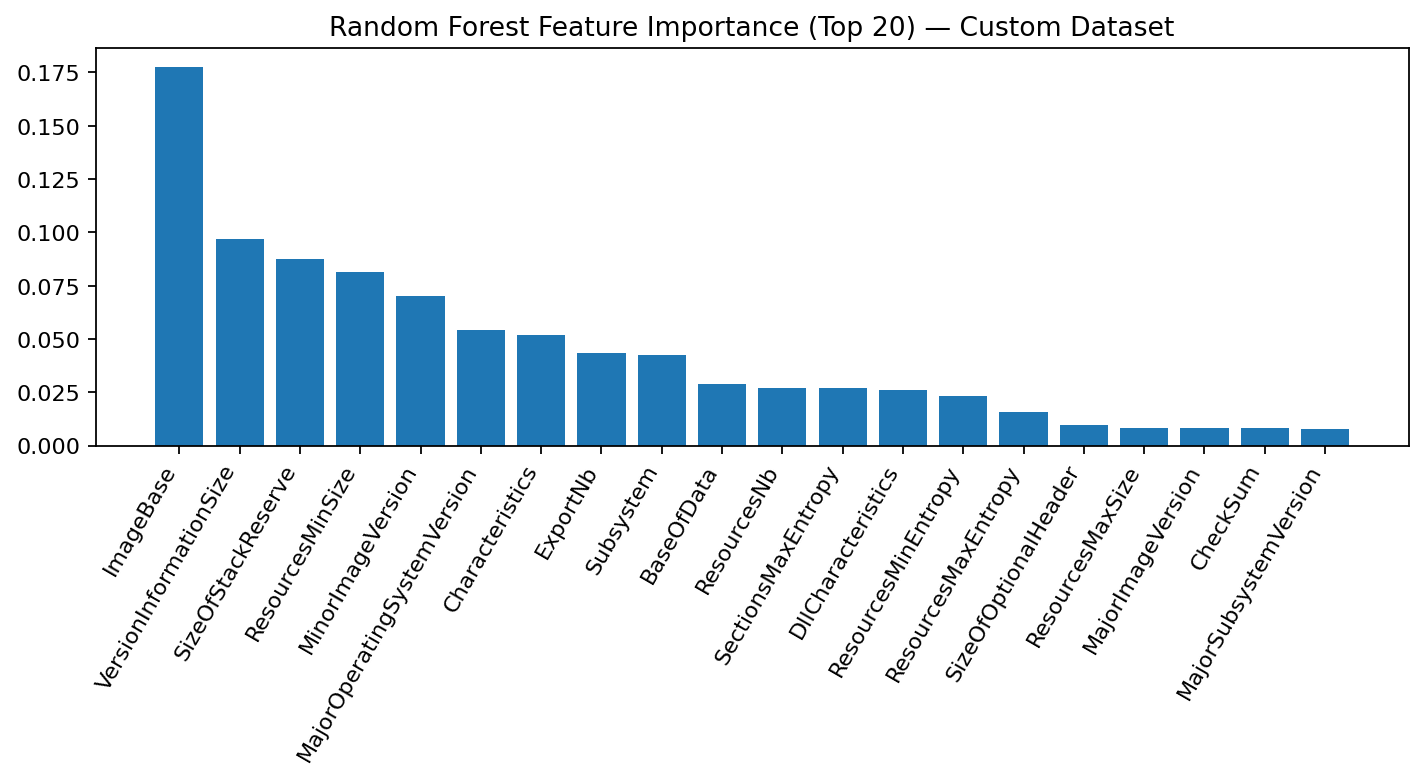 Random Forest Feature Importance (Top 20) — Custom Dataset
0.175
0.150
0.125
0.100
0.075
0.050
0.025
0.000
ImageBase
VersionInformationSize
SizeOfStackReserve
ResourcesMinSize
MinorImageVersion
MajorOperatingSystemVersion
Characteristics
ExportNb
Subsystem
BaseOfData
ResourcesNb
SectionsMaxEntropy
DllCharacteristics
ResourcesMinEntropy
ResourcesMaxEntropy
SizeOfOptionalHeader
ResourcesMaxSize
MajorImageVersion
CheckSum
MajorSubsystemVersion